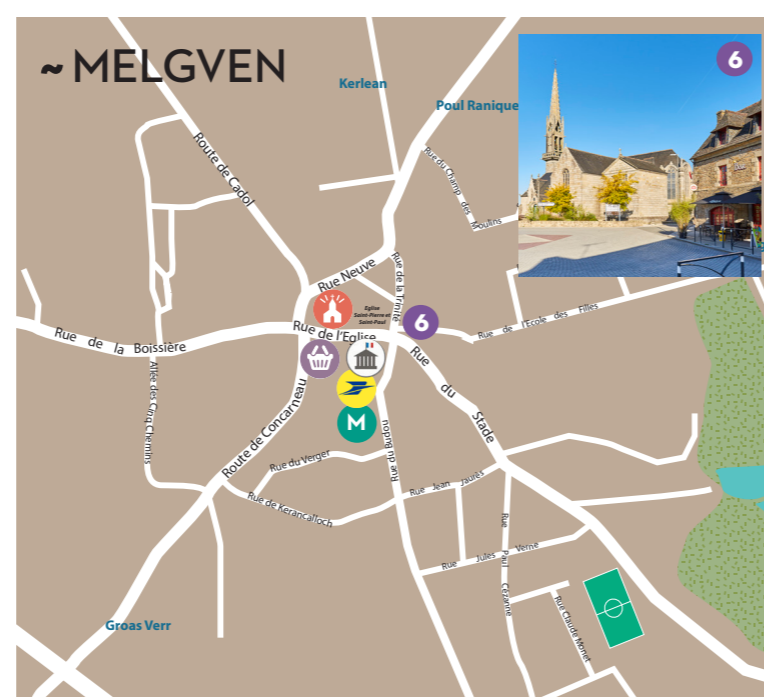 ~ MELGVEN
6
Kerlean
Poul Ranique
Route de Cadol
Rue du Champ des Moulins
Rue Neuve
Rue de la Trinité
Eglise
Saint-Pierre et
Saint-Paul
6
Rue de l'Eglise
Rue de l'Ecole des Filles
Rue de la Boissière
Rue du Stade
M
Allée des Cinq Chemins
Route de Concarneau
Rue du Verger
Rue du Budou
Rue de Kerancalloch
Rue Jean Jaurès
Rue Jules Verne
Rue Paul Cézanne
Rue Claude Monet
Groas Verr